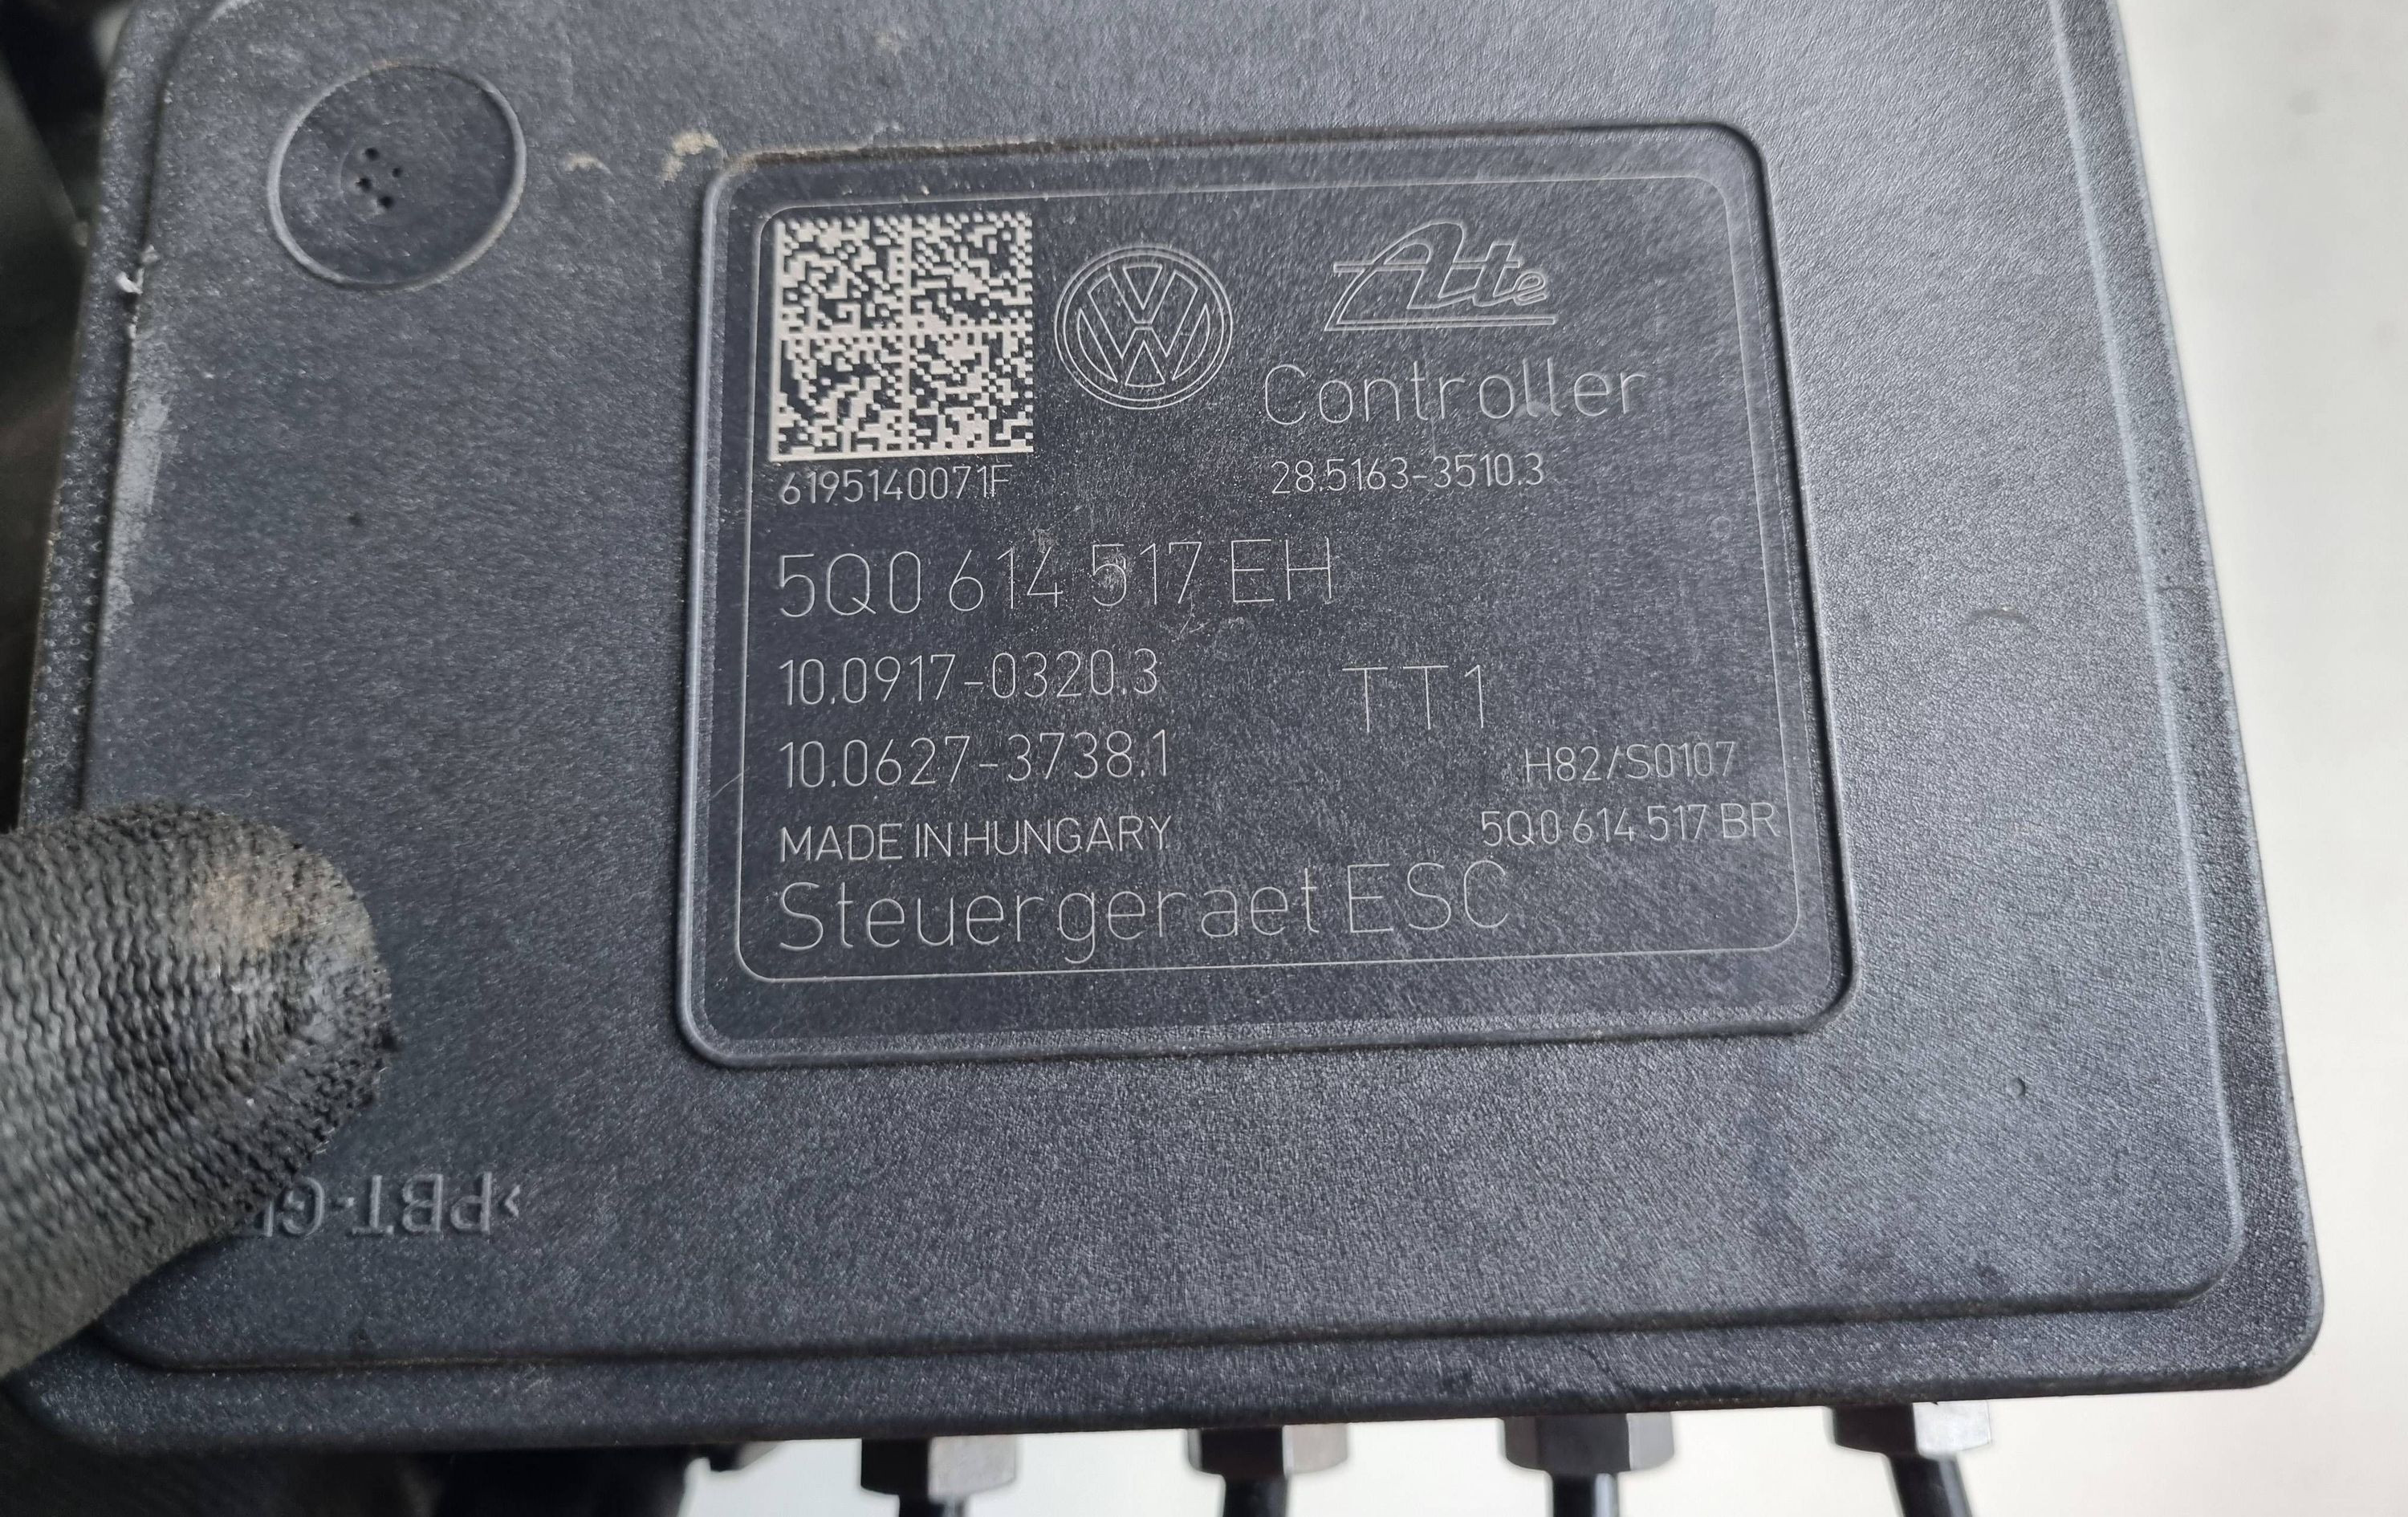 Ate
Controller
6195140071F
28.5163-3510.3
5Q0 614 517 EH
10.0917-0320.3
TT1
10.0627-3738.1
H82/S0107
MADE IN HUNGARY
5Q0 614 517 BR
Steuergeraet ESC